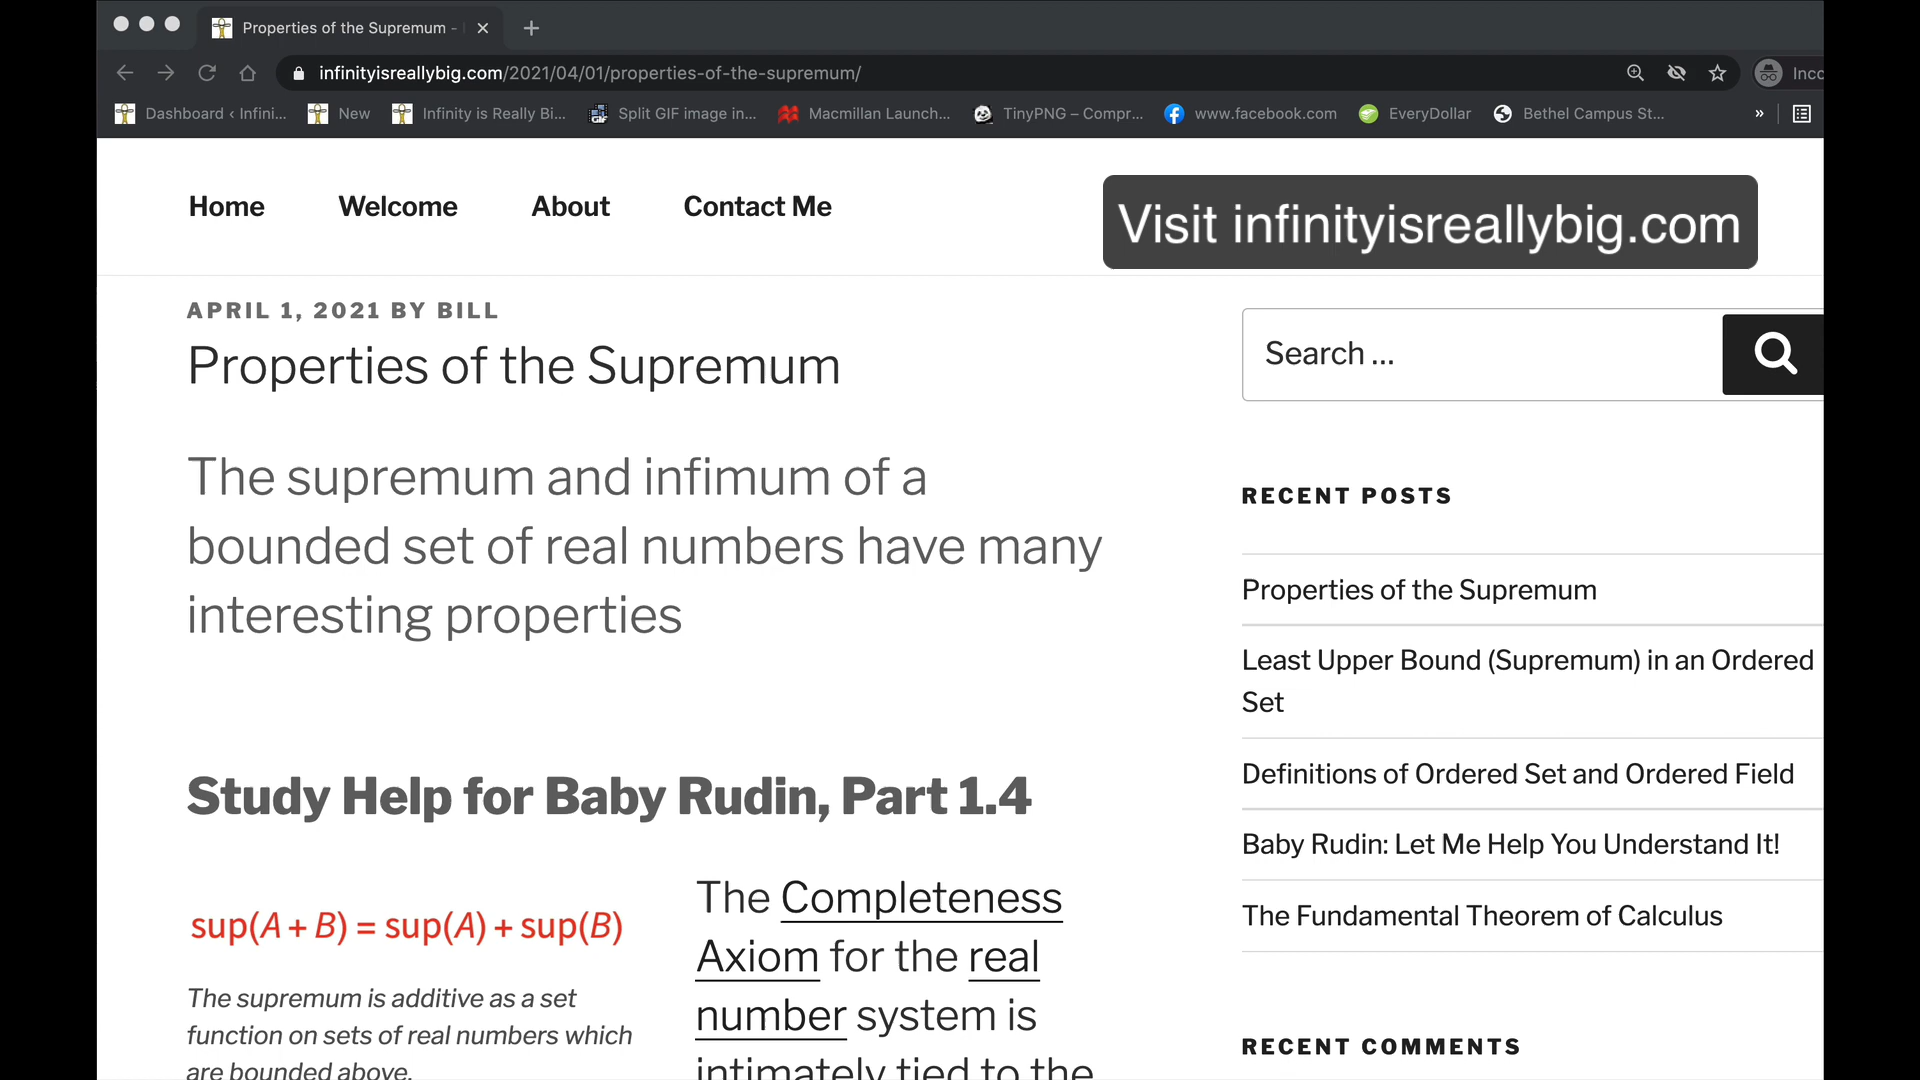 Properties of the Supremum -
infinityisreallybig.com/2021/04/01/properties-of-the-supremum/
Inco
Dashboard ‹ Infini...
New
Infinity is Really Bi...
Split GIF image in...
Macmillan Launch...
TinyPNG – Compr...
www.facebook.com
EveryDollar
Bethel Campus St...
»
Home
Welcome
About
Contact Me
Visit infinityisreallybig.com
APRIL 1, 2021 BY BILL
Properties of the Supremum
The supremum and infimum of a
bounded set of real numbers have many
interesting properties
Study Help for Baby Rudin, Part 1.4
sup(A + B) = sup(A) + sup(B)
The supremum is additive as a set
function on sets of real numbers which
are bounded above.
The Completeness
Axiom for the real
number system is
intimately tied to the
Search ...
RECENT POSTS
Properties of the Supremum
Least Upper Bound (Supremum) in an Ordered
Set
Definitions of Ordered Set and Ordered Field
Baby Rudin: Let Me Help You Understand It!
The Fundamental Theorem of Calculus
RECENT COMMENTS